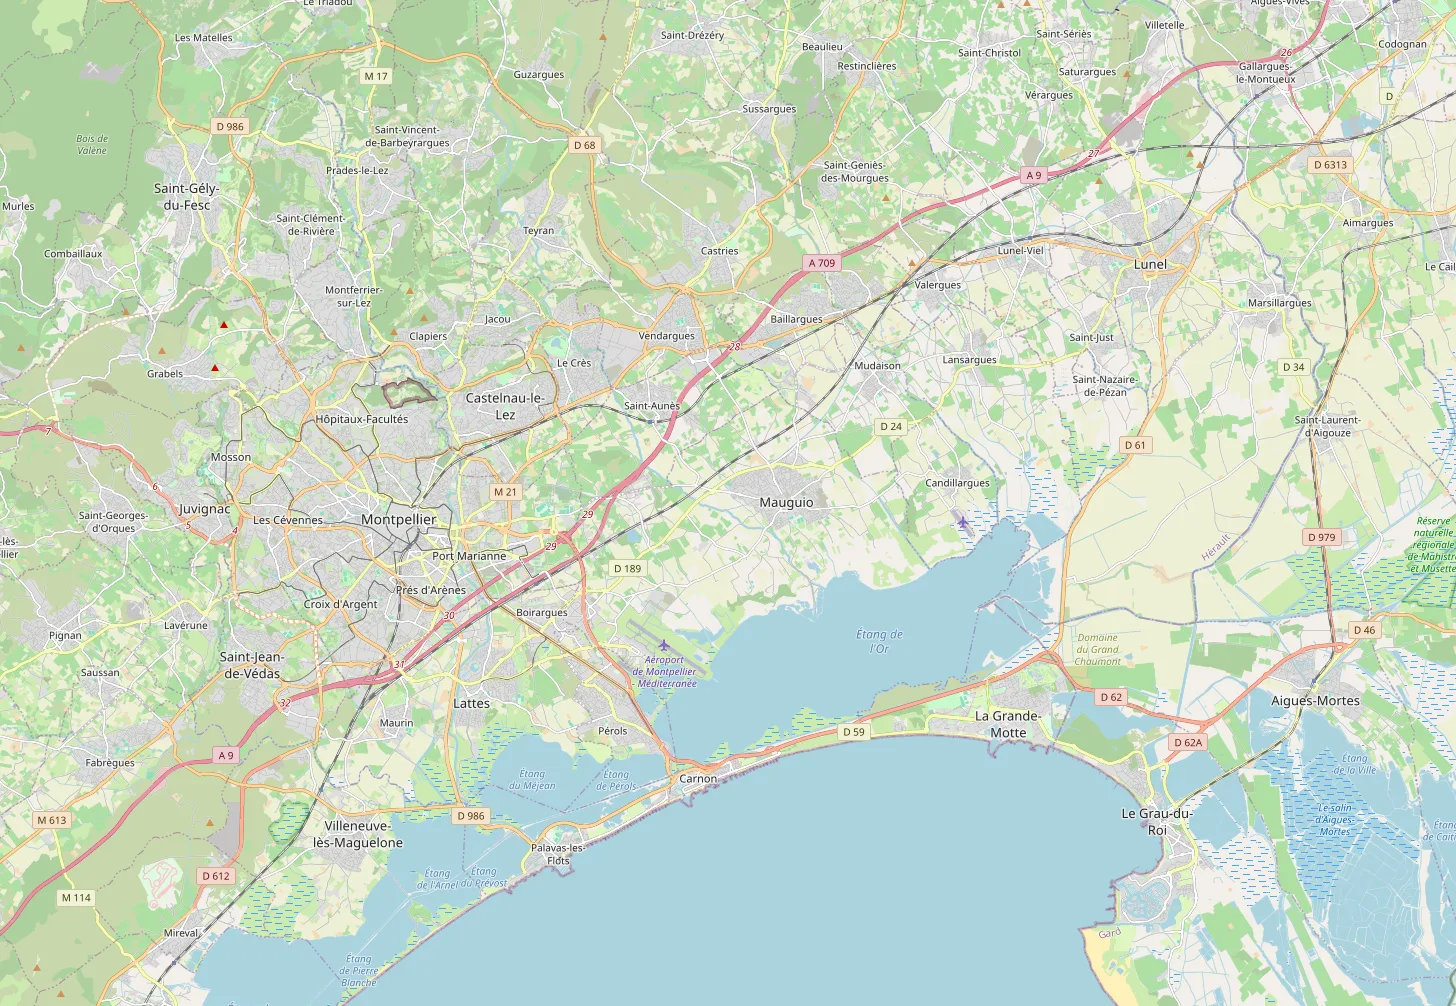 Le Triadou
Aigues-Vives
Les Matelles
Saint-Drézéry
Beaulieu
Saint-Christol
Saint-Sériès
Villetelle
Codognan
26
Guzargues
M 17
Restinclières
Saturargues
Gallargues-
le-Montueux
Vérargues
D
Sussargues
D 986
Saint-Vincent-
de-Barbeyrargues
D 68
Bois de
Valène
27
Prades-le-Lez
Saint-Geniès-
des-Mourgues
A 9
D 6313
Saint-Gély-
du-Fesc
Murles
Saint-Clément-
de-Rivière
Teyran
Aimargues
Combaillaux
Castries
A 709
Lunel-Viel
Lunel
Le Cail
Montferrier-
sur-Lez
Valergues
Marsillargues
Jacou
Baillargues
Clapiers
Vendargues
28
Saint-Just
Le Crès
Lansargues
Grabels
Mudaison
D 34
Saint-Nazaire-
de-Pézan
Castelnau-le-
Lez
Saint-Aunès
Hôpitaux-Facultés
7
D 24
Saint-Laurent-
d'Aigouze
D 61
Mosson
6
Candillargues
M 21
Mauguio
Juvignac
Saint-Georges-
d'Orques
Les Cévennes
Montpellier
29
5
4
-lès-
llier
Réserve
naturelle
régionale
de Mahistre
et Musette
D 979
29
Hérault
Port Marianne
D 189
Prés d'Arènes
Croix d'Argent
30
Boirargues
Lavérune
Pignan
Étang de
l'Or
D 46
Domaine
du Grand
Chaumont
Aéroport
de Montpellier
- Méditerranée
Saint-Jean-
de-Védas
31
Saussan
32
Lattes
D 62
Aigues-Mortes
Maurin
Pérols
D 59
La Grande-
Motte
D 62A
A 9
Fabrègues
Étang
de la Ville
Étang
du Méjean
Étang
de Pérols
Carnon
M 613
D 986
Le Grau-du-
Roi
Le salin
d'Aigues-
Mortes
Villeneuve-
lès-Maguelone
Palavas-les-
Flots
D 612
Étang
de l'Arnel
Étang
du Prévost
M 114
Mireval
Gard
Étang
de Pierre
Blanche